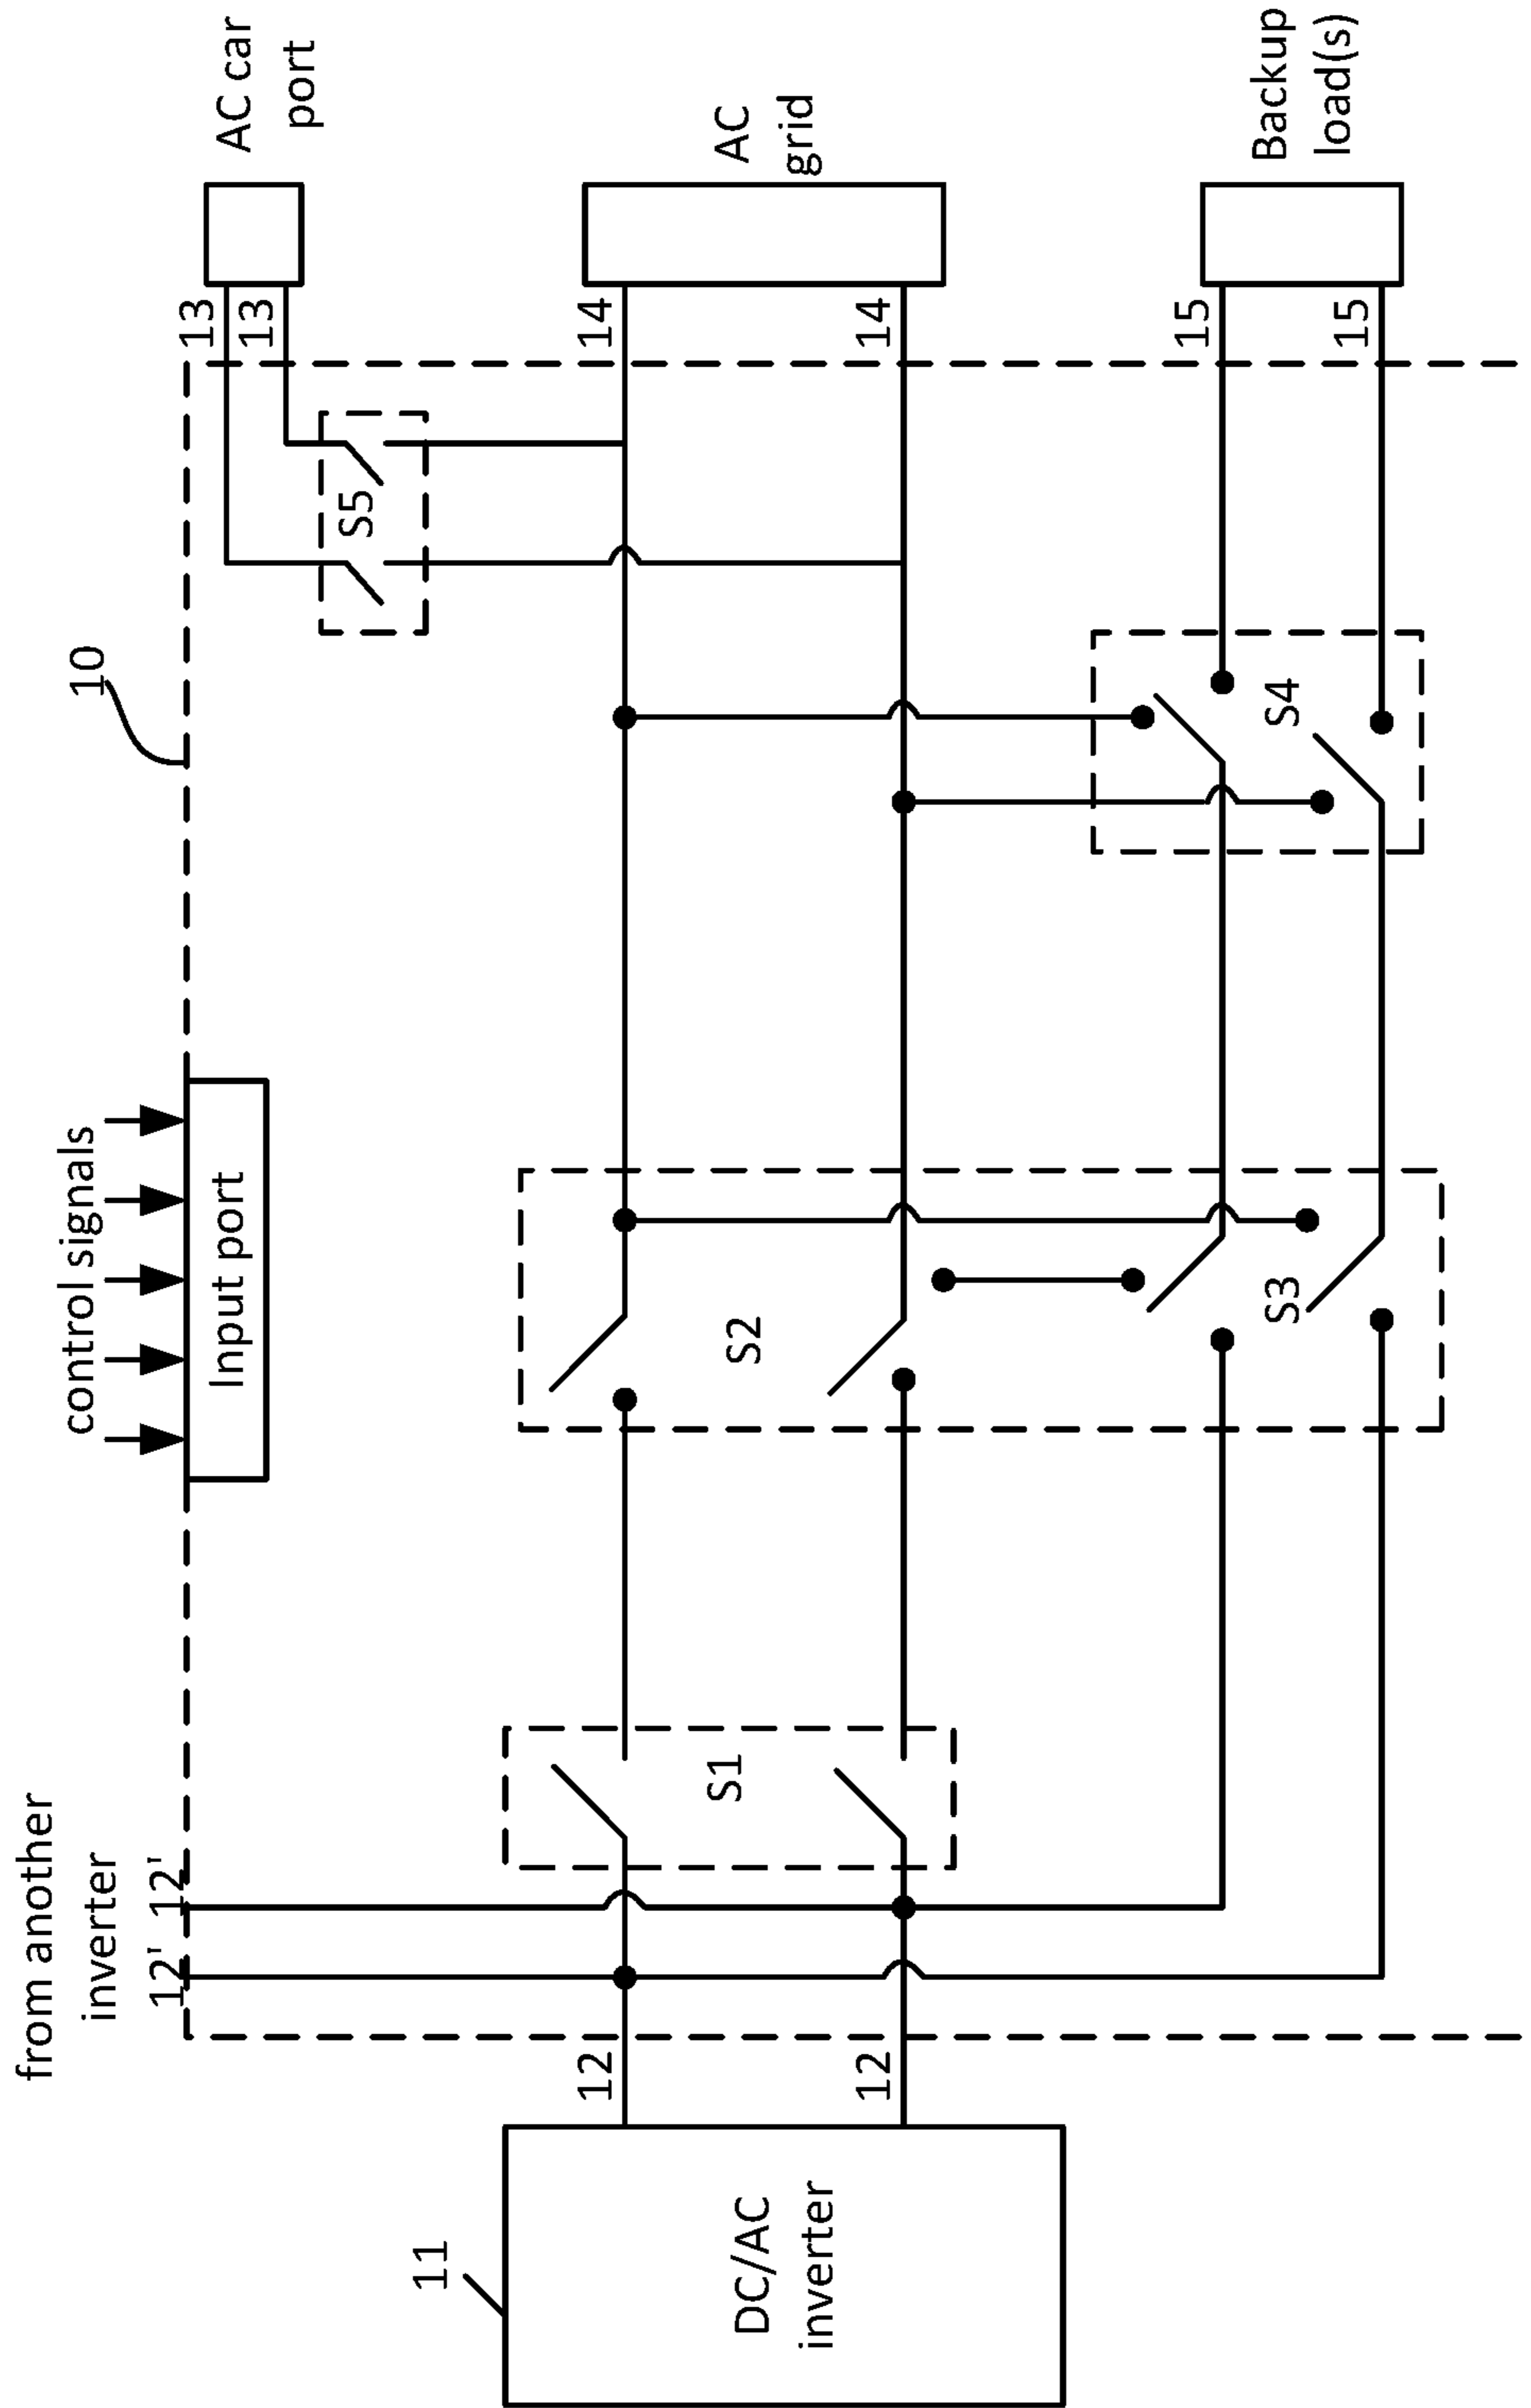 from another
inverter
12'
12'
control signals
Input port
10
13
13
AC car
port
S5
11
DC/AC
inverter
12
12
S1
S2
S3
S4
14
14
AC
grid
15
15
Backup
load(s)